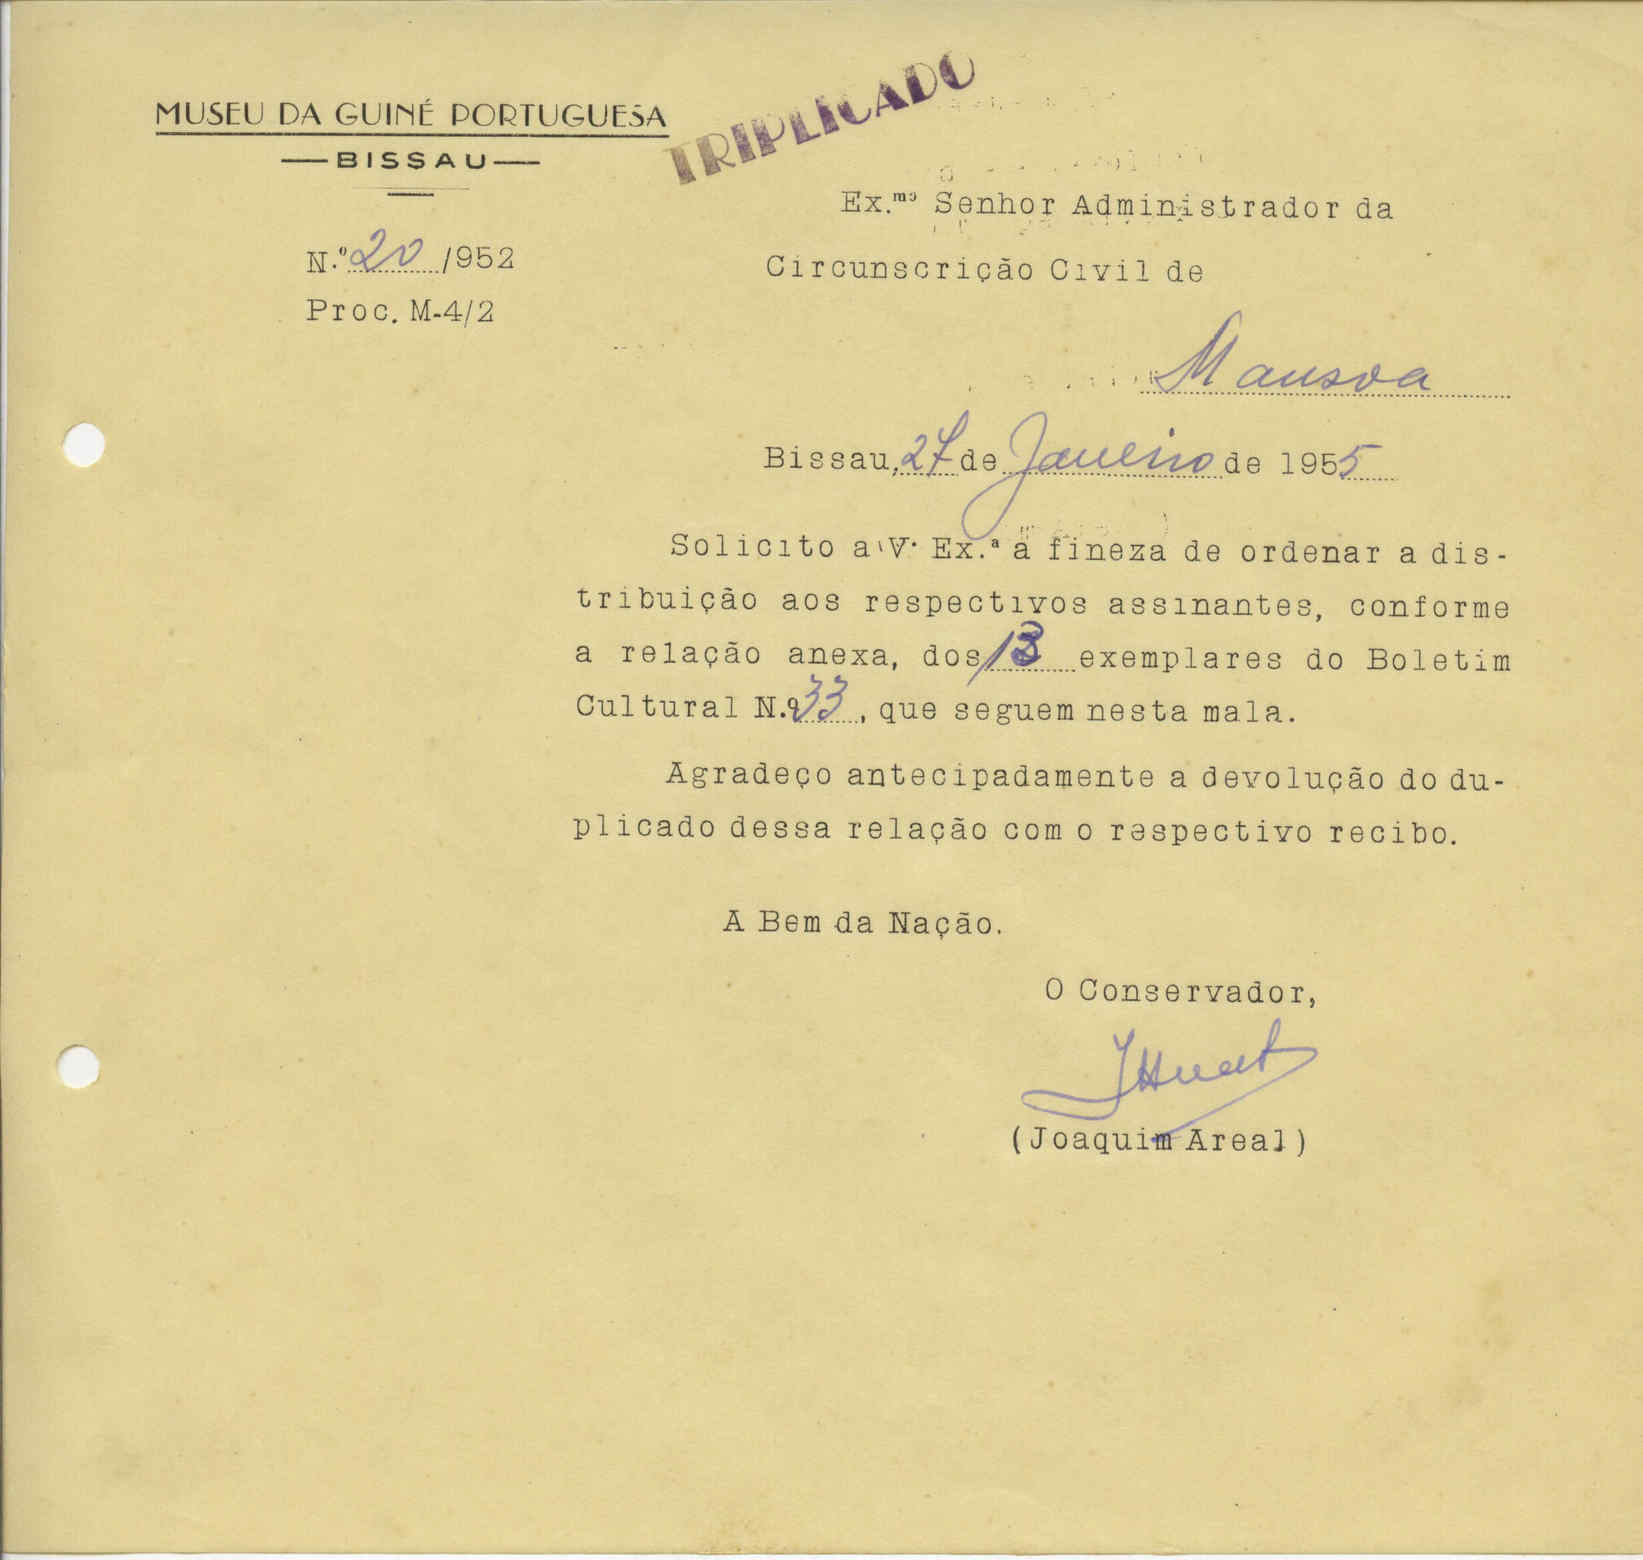 MUSEU DA GUINÉ PORTUGUESA
—BISSAU—
TRIPLICADO
N.º 20 /952
Proc. M-4/2
Ex.mº Senhor Administrador da
Circunscrição Civil de
Mansoa
Bissau, 27 de Janeiro de 1955
Solicito a V. Ex.ª a fineza de ordenar a dis-
tribuição aos respectivos assinantes, conforme
a relação anexa, dos 13 exemplares do Boletim
Cultural N.º 33, que seguem nesta mala.
Agradeço antecipadamente a devolução do du-
plicado dessa relação com o respectivo recibo.
A Bem da Nação.
O Conservador,
(Joaquim Areal)